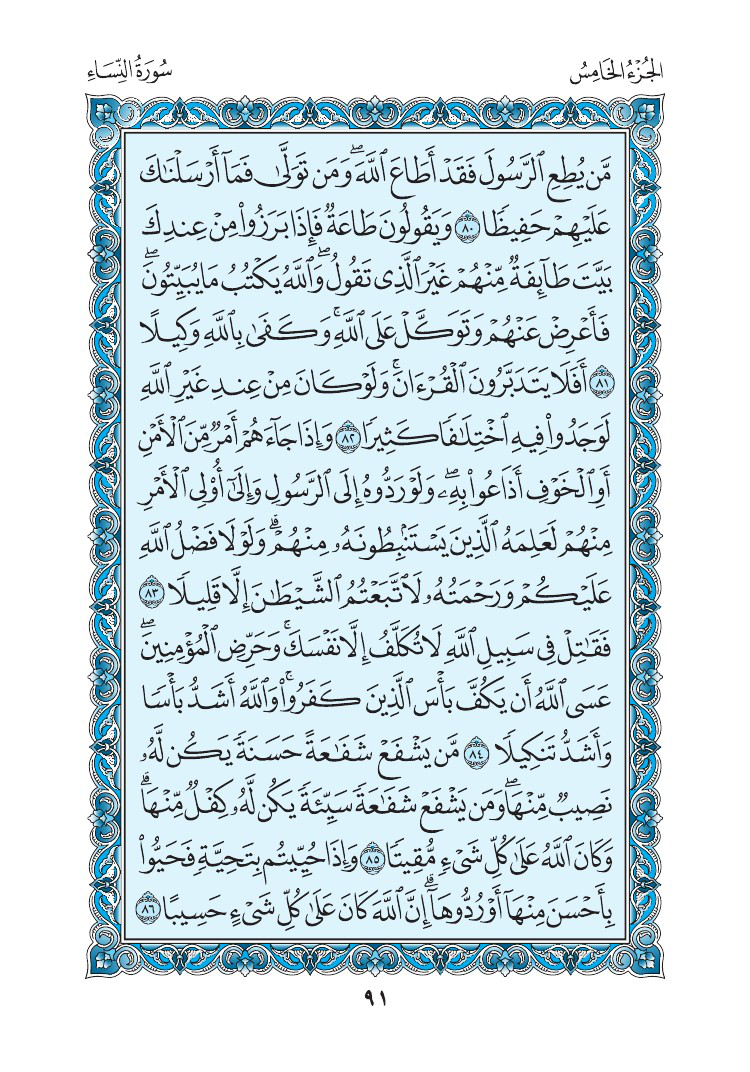 الجُزْءُ الخَامِسُ
سُورَةُ النِّسَاءِ
مَّن يُطِعِ ٱلرَّسُولَ فَقَدۡ أَطَاعَ ٱللَّهَۖ وَمَن تَوَلَّىٰ فَمَآ أَرۡسَلۡنَٰكَ
عَلَيۡهِمۡ حَفِيظٗا ٨٠ وَيَقُولُونَ طَاعَةٞ فَإِذَا بَرَزُواْ مِنۡ عِندِكَ
بَيَّتَ طَآئِفَةٞ مِّنۡهُمۡ غَيۡرَ ٱلَّذِي تَقُولُۖ وَٱللَّهُ يَكۡتُبُ مَا يُبَيِّتُونَۖ
فَأَعۡرِضۡ عَنۡهُمۡ وَتَوَكَّلۡ عَلَى ٱللَّهِۚ وَكَفَىٰ بِٱللَّهِ وَكِيلًا
٨١ أَفَلَا يَتَدَبَّرُونَ ٱلۡقُرۡءَانَۚ وَلَوۡ كَانَ مِنۡ عِندِ غَيۡرِ ٱللَّهِ
لَوَجَدُواْ فِيهِ ٱخۡتِلَٰفٗا كَثِيرٗا ٨٢ وَإِذَا جَآءَهُمۡ أَمۡرٞ مِّنَ ٱلۡأَمۡنِ
أَوِ ٱلۡخَوۡفِ أَذَاعُواْ بِهِۦۖ وَلَوۡ رَدُّوهُ إِلَى ٱلرَّسُولِ وَإِلَىٰٓ أُوْلِي ٱلۡأَمۡرِ
مِنۡهُمۡ لَعَلِمَهُ ٱلَّذِينَ يَسۡتَنۢبِطُونَهُۥ مِنۡهُمۡۗ وَلَوۡلَا فَضۡلُ ٱللَّهِ
عَلَيۡكُمۡ وَرَحۡمَتُهُۥ لَٱتَّبَعۡتُمُ ٱلشَّيۡطَٰنَ إِلَّا قَلِيلٗا ٨٣
فَقَٰتِلۡ فِي سَبِيلِ ٱللَّهِ لَا تُكَلَّفُ إِلَّا نَفۡسَكَۚ وَحَرِّضِ ٱلۡمُؤۡمِنِينَۖ
عَسَى ٱللَّهُ أَن يَكُفَّ بَأۡسَ ٱلَّذِينَ كَفَرُواْۚ وَٱللَّهُ أَشَدُّ بَأۡسٗا
وَأَشَدُّ تَنكِيلٗا ٨٤ مَّن يَشۡفَعۡ شَفَٰعَةً حَسَنَةٗ يَكُن لَّهُۥ
نَصِيبٞ مِّنۡهَاۖ وَمَن يَشۡفَعۡ شَفَٰعَةٗ سَيِّئَةٗ يَكُن لَّهُۥ كِفۡلٞ مِّنۡهَاۗ
وَكَانَ ٱللَّهُ عَلَىٰ كُلِّ شَيۡءٖ مُّقِيتٗا ٨٥ وَإِذَا حُيِّيتُم بِتَحِيَّةٖ فَحَيُّواْ
بِأَحۡسَنَ مِنۡهَآ أَوۡ رُدُّوهَآۗ إِنَّ ٱللَّهَ كَانَ عَلَىٰ كُلِّ شَيۡءٍ حَسِيبًا ٨٦
٩١